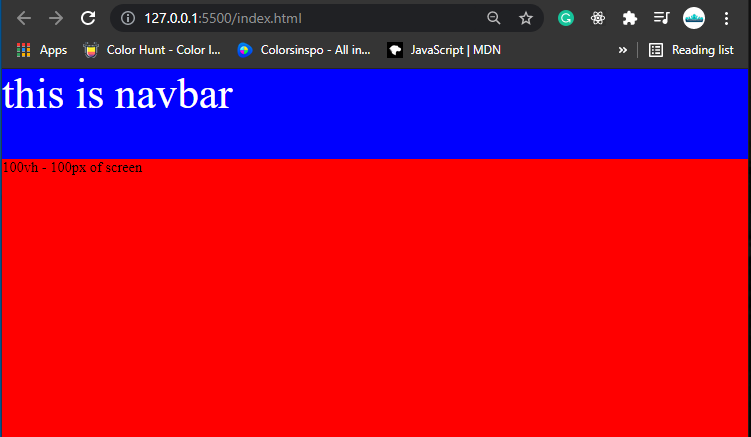 127.0.0.1:5500/index.html
Apps Color Hunt - Color I... Colorsinspo - All in... JavaScript | MDN » Reading list
this is navbar
100vh - 100px of screen